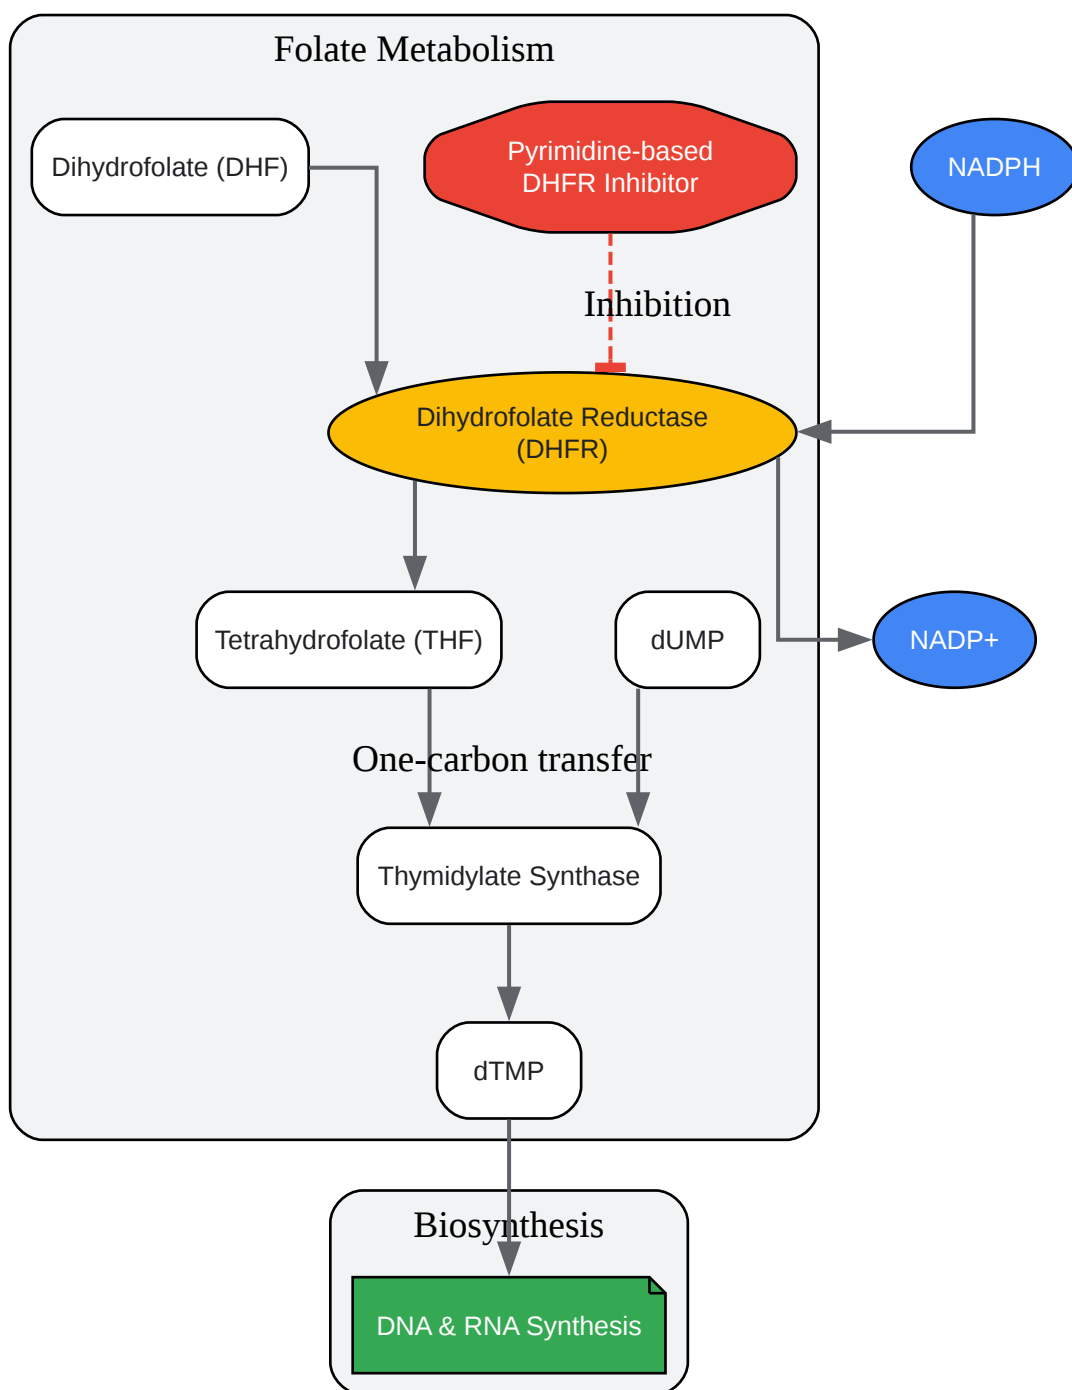 Folate Metabolism
Dihydrofolate (DHF)
Pyrimidine-based
DHFR Inhibitor
NADPH
Inhibition
Dihydrofolate Reductase
(DHFR)
Tetrahydrofolate (THF)
dUMP
NADP+
One-carbon transfer
Thymidylate Synthase
dTMP
Biosynthesis
DNA & RNA Synthesis